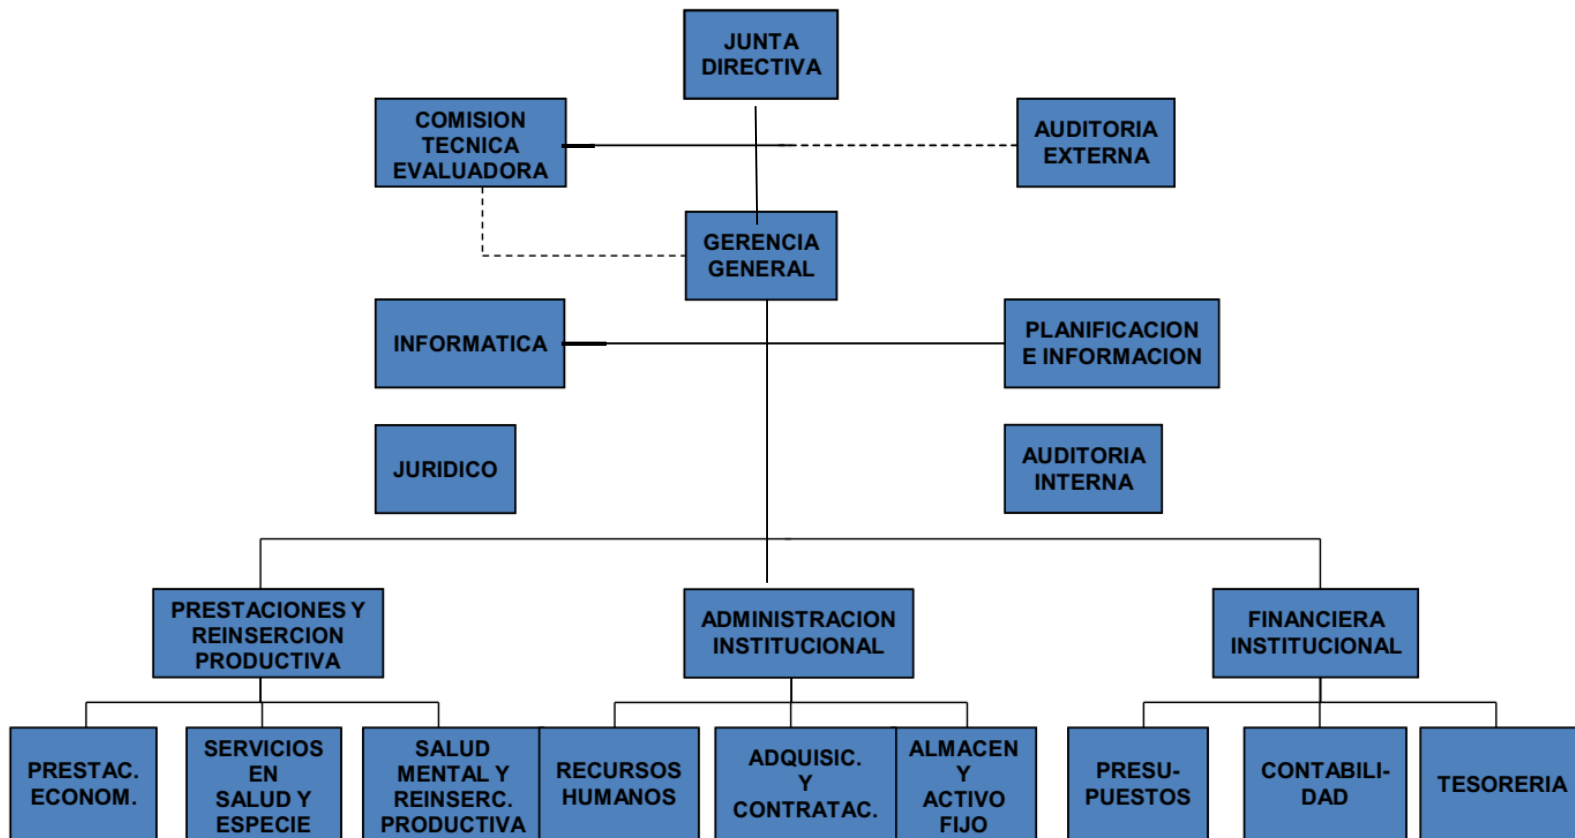 JUNTA
DIRECTIVA
COMISION
TECNICA
EVALUADORA
AUDITORIA
EXTERNA
GERENCIA
GENERAL
INFORMATICA
PLANIFICACION
E INFORMACION
JURIDICO
AUDITORIA
INTERNA
PRESTACIONES Y
REINSERCION
PRODUCTIVA
ADMINISTRACION
INSTITUCIONAL
FINANCIERA
INSTITUCIONAL
PRESTAC.
ECONOM.
SERVICIOS
EN
SALUD Y
ESPECIE
SALUD
MENTAL Y
REINSERC.
PRODUCTIVA
RECURSOS
HUMANOS
ADQUISIC.
Y
CONTRATAC.
ALMACEN
Y
ACTIVO
FIJO
PRESU-
PUESTOS
CONTABILI-
DAD
TESORERIA